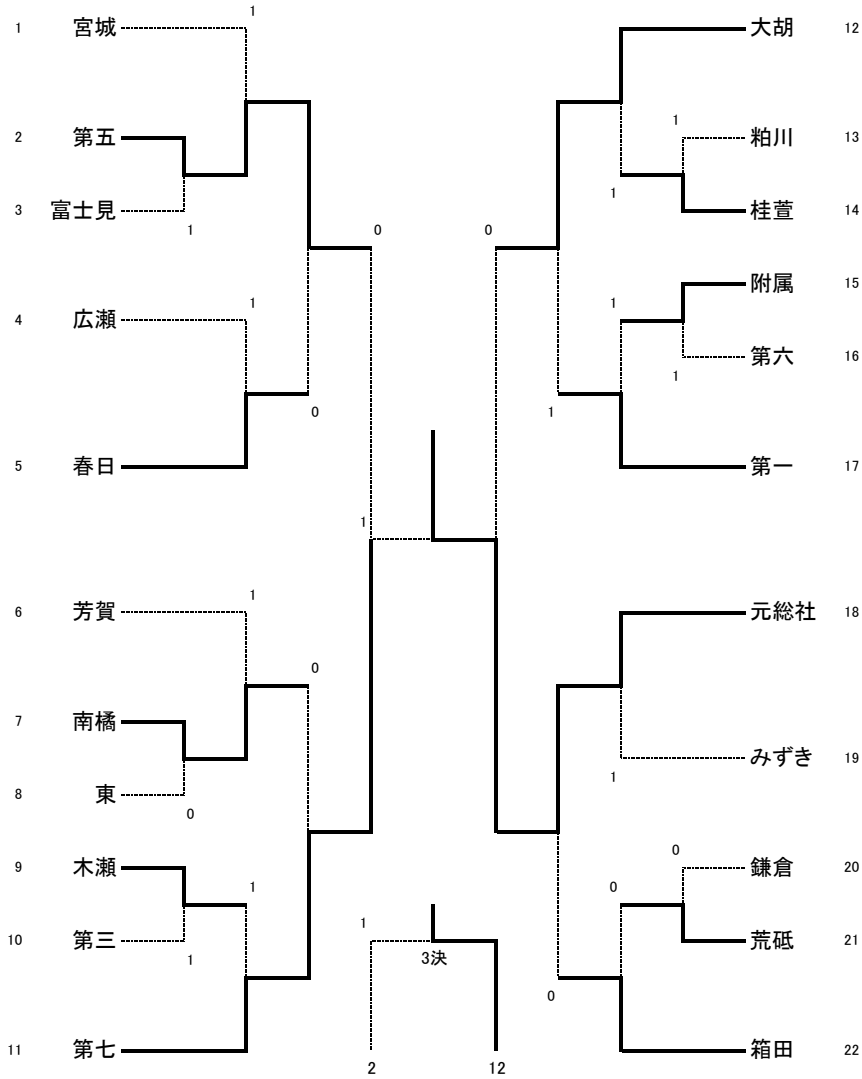 1 宮城 1
2 第五
3 富士見 1
4 広瀬 1
5 春日 0
0
6 芳賀 1
7 南橘 0
8 東 0
9 木瀬 1
10 第三 1
11 第七
1
大胡 12
1 粕川 13
1 桂萱 14
0
1 附属 15
第六 16
1
1 第一 17
元総社 18
みずき 19
1
0 鎌倉 20
0 荒砥 21
0 箱田 22
1
3決
2 12